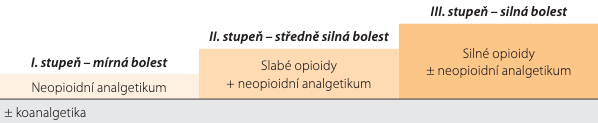 III. stupeň – silná bolest
II. stupeň – středně silná bolest
I. stupeň – mírná bolest
Silné opioidy
± neopioidní analgetikum
Slabé opioidy
+ neopioidní analgetikum
Neopioidní analgetikum
± koanalgetika